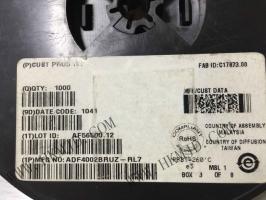 (P)CUST PROD
FAB ID:C17873.00
(Q)QTY: 1000
MFR/CUST DATA
(9D)DATE CODE: 1041
(1T)LOT ID:
RoHS
COUNTRY OF ASSEMBLY
MALAYSIA
COUNTRY OF DIFFUSION
TAIWAN
260°C
e3
MSL 1
(1P)MFG NO: ADF4002BRUZ - RL7
BOX 3 OF 8